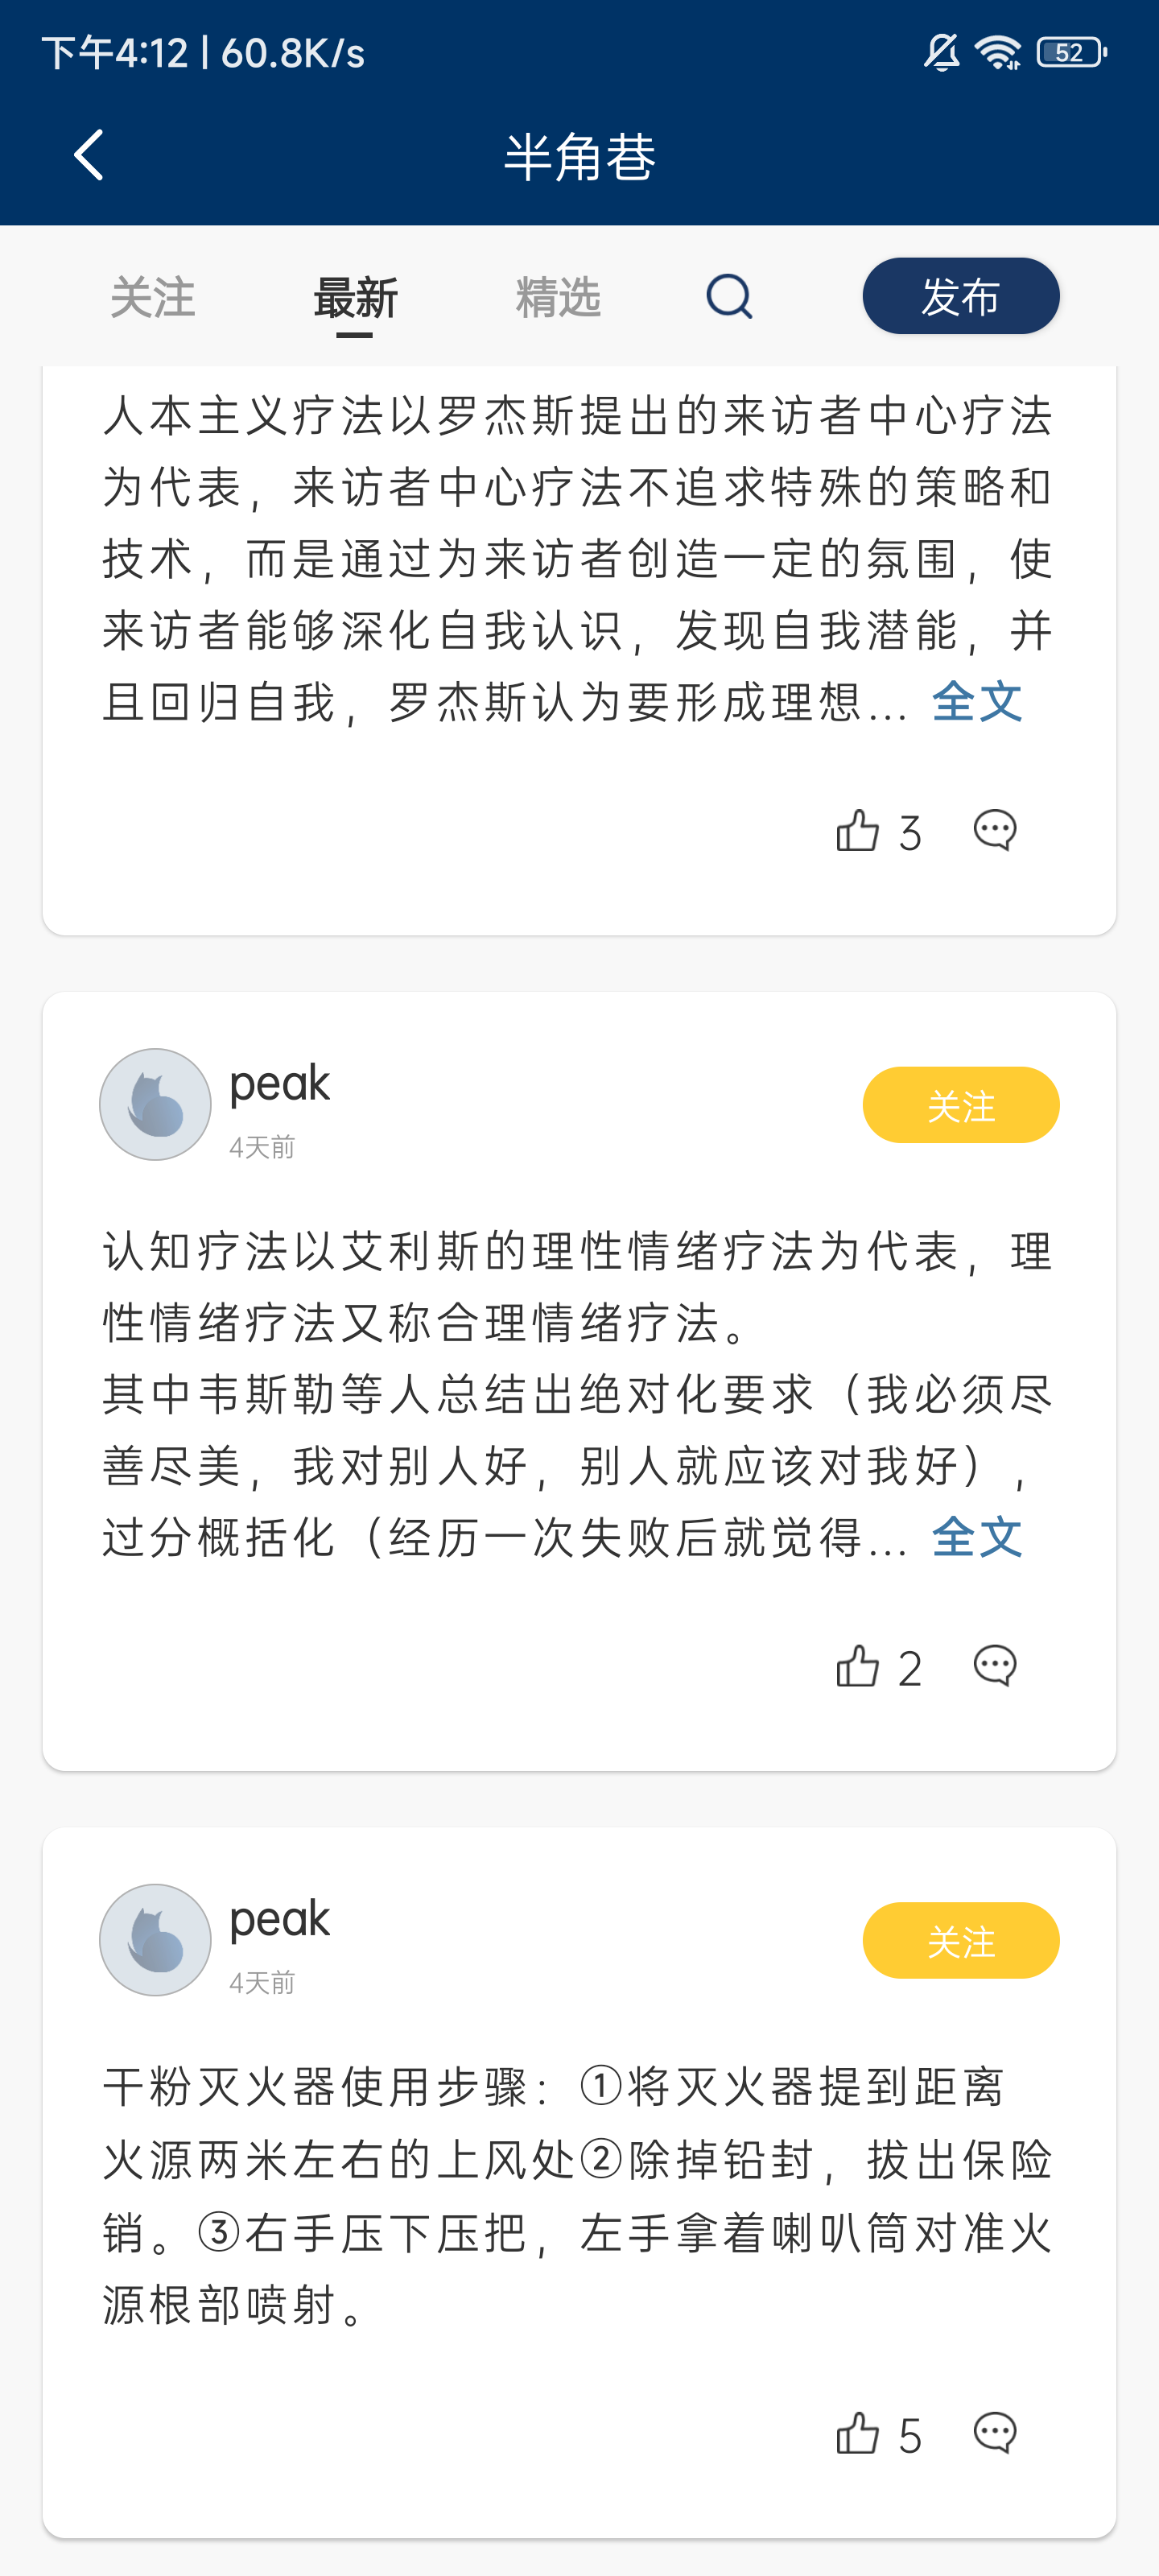 下午4:12 | 60.8K/s
52
半角巷
关注 最新 精选 发布
人本主义疗法以罗杰斯提出的来访者中心疗法
为代表，来访者中心疗法不追求特殊的策略和
技术，而是通过为来访者创造一定的氛围，使
来访者能够深化自我认识，发现自我潜能，并
且回归自我，罗杰斯认为要形成理想... 全文
3
peak
关注
4天前
认知疗法以艾利斯的理性情绪疗法为代表，理
性情绪疗法又称合理情绪疗法。
其中韦斯勒等人总结出绝对化要求（我必须尽
善尽美，我对别人好，别人就应该对我好），
过分概括化（经历一次失败后就觉得... 全文
2
peak
关注
4天前
干粉灭火器使用步骤：①将灭火器提到距离
火源两米左右的上风处②除掉铅封，拔出保险
销。③右手压下压把，左手拿着喇叭筒对准火
源根部喷射。
5